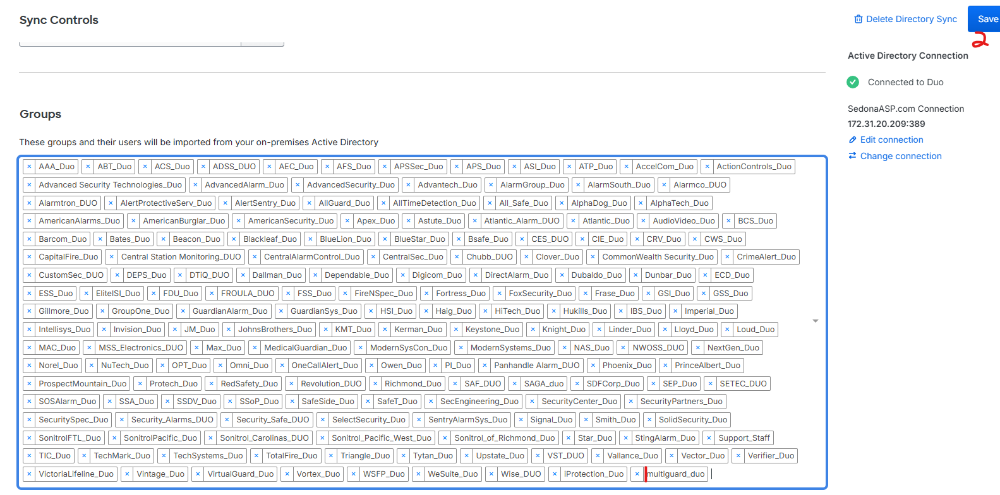 Sync Controls
Delete Directory Sync
Save
2
Active Directory Connection
Connected to Duo
SedonaASP.com Connection
172.31.20.209:389
Edit connection
Change connection
Groups
These groups and their users will be imported from your on-premises Active Directory
× AAA_Duo × ABT_Duo × ACS_Duo × ADSS_DUO × AEC_Duo × AFS_Duo × APSSec_Duo × APS_Duo × ASI_Duo × ATP_Duo × AccelCom_Duo × ActionControls_Duo
× Advanced Security Technologies_Duo × AdvancedAlarm_Duo × AdvancedSecurity_Duo × Advantech_Duo × AlarmGroup_Duo × AlarmSouth_Duo × Alarmco_DUO
× Alarmtron_DUO × AlertProtectiveServ_Duo × AlertSentry_Duo × AllGuard_Duo × AllTimeDetection_Duo × All_Safe_Duo × AlphaDog_Duo × AlphaTech_Duo
× AmericanAlarms_Duo × AmericanBurglar_Duo × AmericanSecurity_Duo × Apex_Duo × Astute_Duo × Atlantic_Alarm_DUO × Atlantic_Duo × AudioVideo_Duo × BCS_Duo
× Barcom_Duo × Bates_Duo × Beacon_Duo × Blackleaf_Duo × BlueLion_Duo × BlueStar_Duo × Bsafe_Duo × CES_DUO × CIE_Duo × CRV_Duo × CWS_Duo
× CapitalFire_Duo × Central Station Monitoring_DUO × CentralAlarmControl_Duo × CentralSec_Duo × Chubb_DUO × Clover_Duo × CommonWealth Security_Duo × CrimeAlert_Duo
× CustomSec_DUO × DEPS_Duo × DTiQ_DUO × Dallman_Duo × Dependable_Duo × Digicom_Duo × DirectAlarm_Duo × Dubaldo_Duo × Dunbar_Duo × ECD_Duo
× ESS_Duo × EliteISI_Duo × FDU_Duo × FROULA_DUO × FSS_Duo × FireNSpec_Duo × Fortress_Duo × FoxSecurity_Duo × Frase_Duo × GSI_Duo × GSS_Duo
× Gillmore_Duo × GroupOne_Duo × GuardianAlarm_Duo × GuardianSys_Duo × HSI_Duo × Haig_Duo × HiTech_Duo × Hukills_Duo × IBS_Duo × Imperial_Duo
× Intellisys_Duo × Invision_Duo × JM_Duo × JohnsBrothers_Duo × KMT_Duo × Kerman_Duo × Keystone_Duo × Knight_Duo × Linder_Duo × Lloyd_Duo × Loud_Duo
× MAC_Duo × MSS_Electronics_DUO × Max_Duo × MedicalGuardian_Duo × ModernSysCon_Duo × ModernSystems_Duo × NAS_Duo × NWOSS_DUO × NextGen_Duo
× Norel_Duo × NuTech_Duo × OPT_Duo × Omni_Duo × OneCallAlert_Duo × Owen_Duo × PI_Duo × Panhandle Alarm_DUO × Phoenix_Duo × PrinceAlbert_Duo
× ProspectMountain_Duo × Protech_Duo × RedSafety_Duo × Revolution_DUO × Richmond_Duo × SAF_DUO × SAGA_duo × SDFCorp_Duo × SEP_Duo × SETEC_DUO
× SOSAlarm_Duo × SSA_Duo × SSDV_Duo × SSoP_Duo × SafeSide_Duo × SafeT_Duo × SecEngineering_Duo × SecurityCenter_Duo × SecurityPartners_Duo
× SecuritySpec_Duo × Security_Alarms_DUO × Security_Safe_DUO × SelectSecurity_Duo × SentryAlarmSys_Duo × Signal_Duo × Smith_Duo × SolidSecurity_Duo
× SonitrolFTL_Duo × SonitrolPacific_Duo × Sonitrol_Carolinas_DUO × Sonitrol_Pacific_West_Duo × Sonitrol_of_Richmond_Duo × Star_Duo × StingAlarm_Duo × Support_Staff
× TIC_Duo × TechMark_Duo × TechSystems_Duo × TotalFire_Duo × Triangle_Duo × Tytan_Duo × Upstate_Duo × VST_DUO × Vallance_Duo × Vector_Duo × Verifier_Duo
× VictoriaLifeline_Duo × Vintage_Duo × VirtualGuard_Duo × Vortex_Duo × WSFP_Duo × WeSuite_Duo × Wise_DUO × iProtection_Duo × multiguard_duo